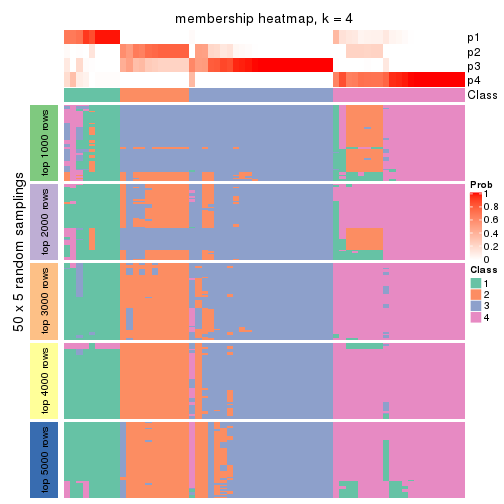 membership heatmap, k = 4
p1
p2
p3
p4
Class
50 x 5 random samplings
top 1000 rows
top 2000 rows
top 3000 rows
top 4000 rows
top 5000 rows
Prob
1
0.8
0.6
0.4
0.2
0
Class
1
2
3
4